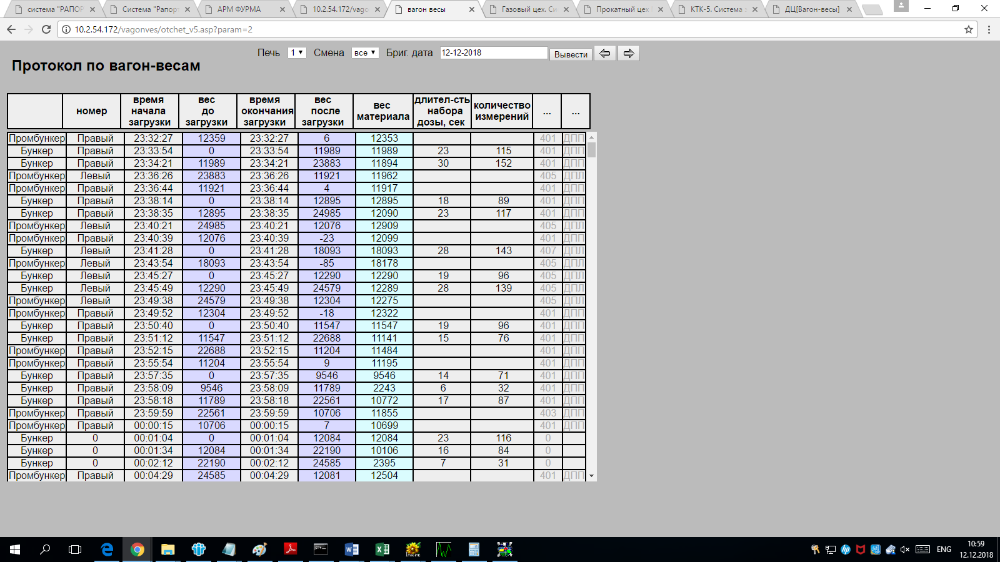 система "РАПОР
Система "Рапорт
АРМ ФУРМА
10.2.54.172/vago
вагон весы
Газовый цех. Си
Прокатный цех
КТК-5. Система
ДЦ[Вагон-весы]
10.2.54.172/vagonves/otchet_v5.asp?param=2
Печь 1 Смена все Бриг. дата 12-12-2018 Вывести
Протокол по вагон-весам
номер время начала загрузки вес до загрузки время окончания загрузки вес после загрузки вес материала длител-сть набора дозы, сек количество измерений ... ...
Промбункер Правый 23:32:27 12359 23:32:27 6 12353 401 ДПП
Бункер Правый 23:33:54 0 23:33:54 11989 11989 23 115 401 ДПП
Бункер Правый 23:34:21 11989 23:34:21 23883 11894 30 152 401 ДПП
Промбункер Левый 23:36:26 23883 23:36:26 11921 11962 405 ДПЛ
Промбункер Правый 23:36:44 11921 23:36:44 4 11917 401 ДПП
Бункер Правый 23:38:14 0 23:38:14 12895 12895 18 89 401 ДПП
Бункер Правый 23:38:35 12895 23:38:35 24985 12090 23 117 401 ДПП
Промбункер Левый 23:40:21 24985 23:40:21 12076 12909 405 ДПЛ
Промбункер Правый 23:40:39 12076 23:40:39 -23 12099 401 ДПП
Бункер Левый 23:41:28 0 23:41:28 18093 18093 28 143 407 ДПЛ
Промбункер Левый 23:43:54 18093 23:43:54 -85 18178 405 ДПЛ
Бункер Левый 23:45:27 0 23:45:27 12290 12290 19 96 405 ДПЛ
Бункер Левый 23:45:49 12290 23:45:49 24579 12289 28 139 405 ДПЛ
Промбункер Левый 23:49:38 24579 23:49:38 12304 12275 405 ДПЛ
Промбункер Правый 23:49:52 12304 23:49:52 -18 12322 401 ДПП
Бункер Правый 23:50:40 0 23:50:40 11547 11547 19 96 401 ДПП
Бункер Правый 23:51:12 11547 23:51:12 22688 11141 15 76 401 ДПП
Промбункер Правый 23:52:15 22688 23:52:15 11204 11484 401 ДПП
Промбункер Правый 23:55:54 11204 23:55:54 9 11195 401 ДПП
Бункер Правый 23:57:35 0 23:57:35 9546 9546 14 71 401 ДПП
Бункер Правый 23:58:09 9546 23:58:09 11789 2243 6 32 401 ДПП
Бункер Правый 23:58:18 11789 23:58:18 22561 10772 17 87 401 ДПП
Промбункер Правый 23:59:59 22561 23:59:59 10706 11855 403 ДПП
Промбункер Правый 00:00:15 10706 00:00:15 7 10699 401 ДПП
Бункер 0 00:01:04 0 00:01:04 12084 12084 23 116 0
Бункер 0 00:01:34 12084 00:01:34 22190 10106 16 84 0
Бункер 0 00:02:12 22190 00:02:12 24585 2395 7 31 0
Промбункер Правый 00:04:29 24585 00:04:29 12081 12504 401 ДПП
ENG
10:59
12.12.2018